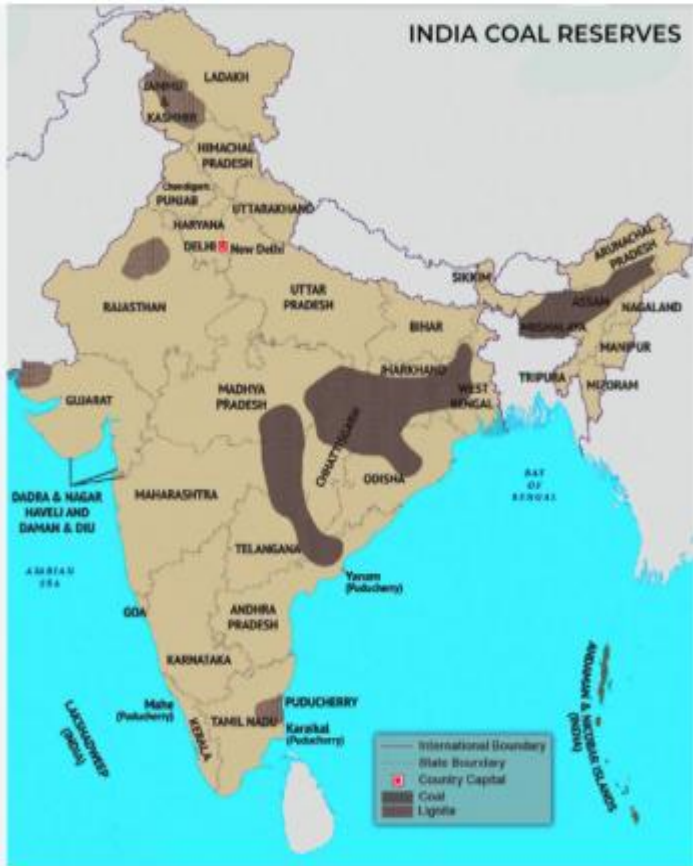 INDIA COAL RESERVES
LADAKH
JAMMU
&
KASHMIR
HIMACHAL
PRADESH
Chandigarh
PUNJAB
UTTARAKHAND
HARYANA
DELHI
New Delhi
ARUNACHAL
PRADESH
SIKKIM
RAJASTHAN
UTTAR
PRADESH
ASSAM
NAGALAND
BIHAR
MEGHALAYA
MANIPUR
JHARKHAND
TRIPURA
MIZORAM
GUJARAT
MADHYA
PRADESH
WEST
BENGAL
CHHATTISGARH
ODISHA
DADRA & NAGAR
HAVELI AND
DAMAN & DIU
MAHARASHTRA
BAY
OF
BENGAL
TELANGANA
ARABIAN
SEA
Yanam
(Puducherry)
GOA
ANDHRA
PRADESH
KARNATAKA
LAKSHADWEEP
(INDIA)
Mahe
(Puducherry)
KERALA
TAMIL NADU
PUDUCHERRY
Karaikal
(Puducherry)
ANDAMAN & NICOBAR ISLANDS
(INDIA)
International Boundary
State Boundary
Country Capital
Coal
Lignite